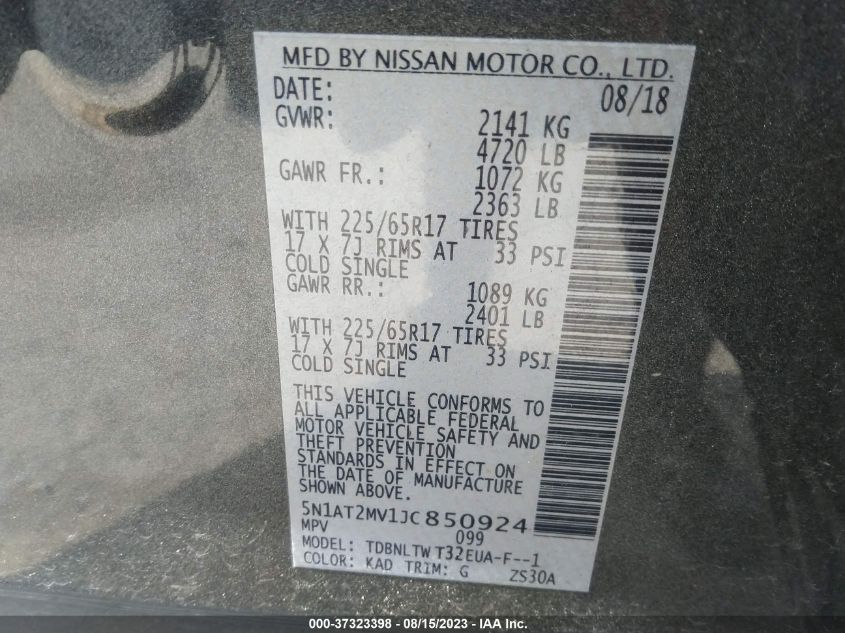 MFD BY NISSAN MOTOR CO., LTD.
DATE: 08/18
GVWR: 2141 KG
4720 LB
GAWR FR.: 1072 KG
2363 LB
WITH 225/65R17 TIRES
17 X 7J RIMS AT 33 PSI
COLD SINGLE
GAWR RR.: 1089 KG
2401 LB
WITH 225/65R17 TIRES
17 X 7J RIMS AT 33 PSI
COLD SINGLE
THIS VEHICLE CONFORMS TO
ALL APPLICABLE FEDERAL
MOTOR VEHICLE SAFETY AND
THEFT PREVENTION
STANDARDS IN EFFECT ON
THE DATE OF MANUFACTURE
SHOWN ABOVE.
5N1AT2MV1JC850924
MPV 099
MODEL: TDBNLTW T32EUA-F--1
COLOR: KAD TRIM: G ZS30A
000-37323398 - 08/15/2023 - © IAA Inc.